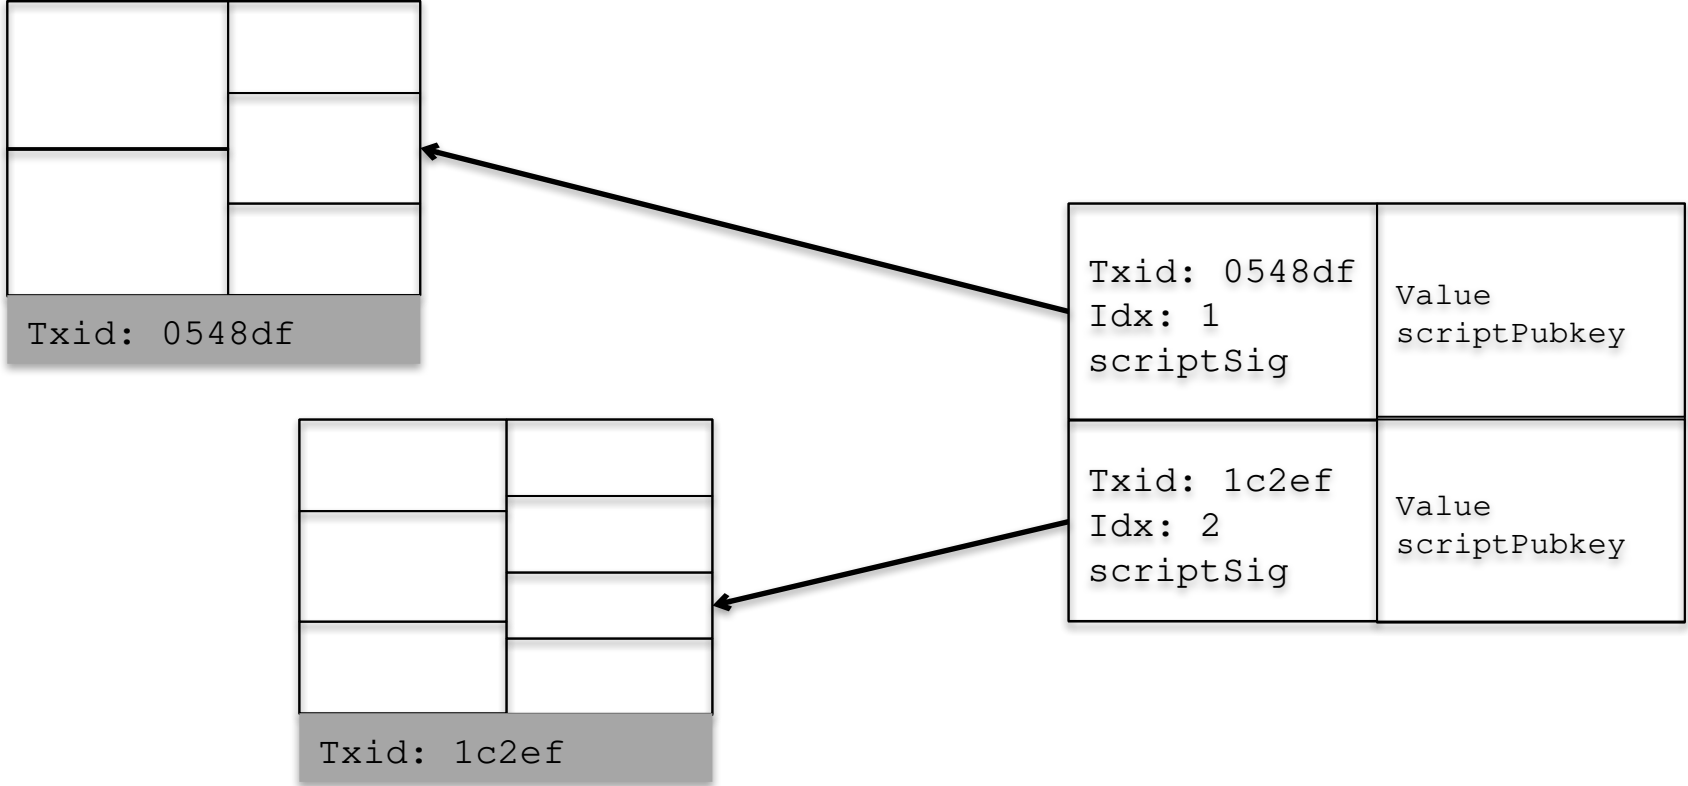 Txid: 0548df
Txid: 0548df
Idx: 1
scriptSig
Value
scriptPubkey
Txid: 1c2ef
Idx: 2
scriptSig
Value
scriptPubkey
Txid: 1c2ef